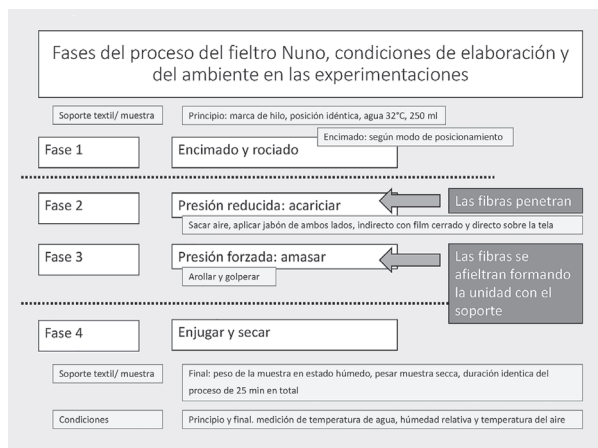 Fases del proceso del fieltro Nuno, condiciones de elaboración y
del ambiente en las experimentaciones
Soporte textil/ muestra
Principio: marca de hilo, posición idéntica, agua 32°C, 250 ml
Encimado: según modo de posicionamiento
Fase 1
Encimado y rociado
Fase 2
Presión reducida: acariciar
Las fibras penetran
Sacar aire, aplicar jabón de ambos lados, indirecto con film cerrado y directo sobre la tela
Fase 3
Presión forzada: amasar
Arollar y golperar
Las fibras se
afieltran formando
la unidad con el
soporte
Fase 4
Enjugar y secar
Soporte textil/ muestra
Final: peso de la muestra en estado húmedo, pesar muestra secca, duración identica del
proceso de 25 min en total
Condiciones
Principio y final. medición de temperatura de agua, húmedad relativa y temperatura del aire